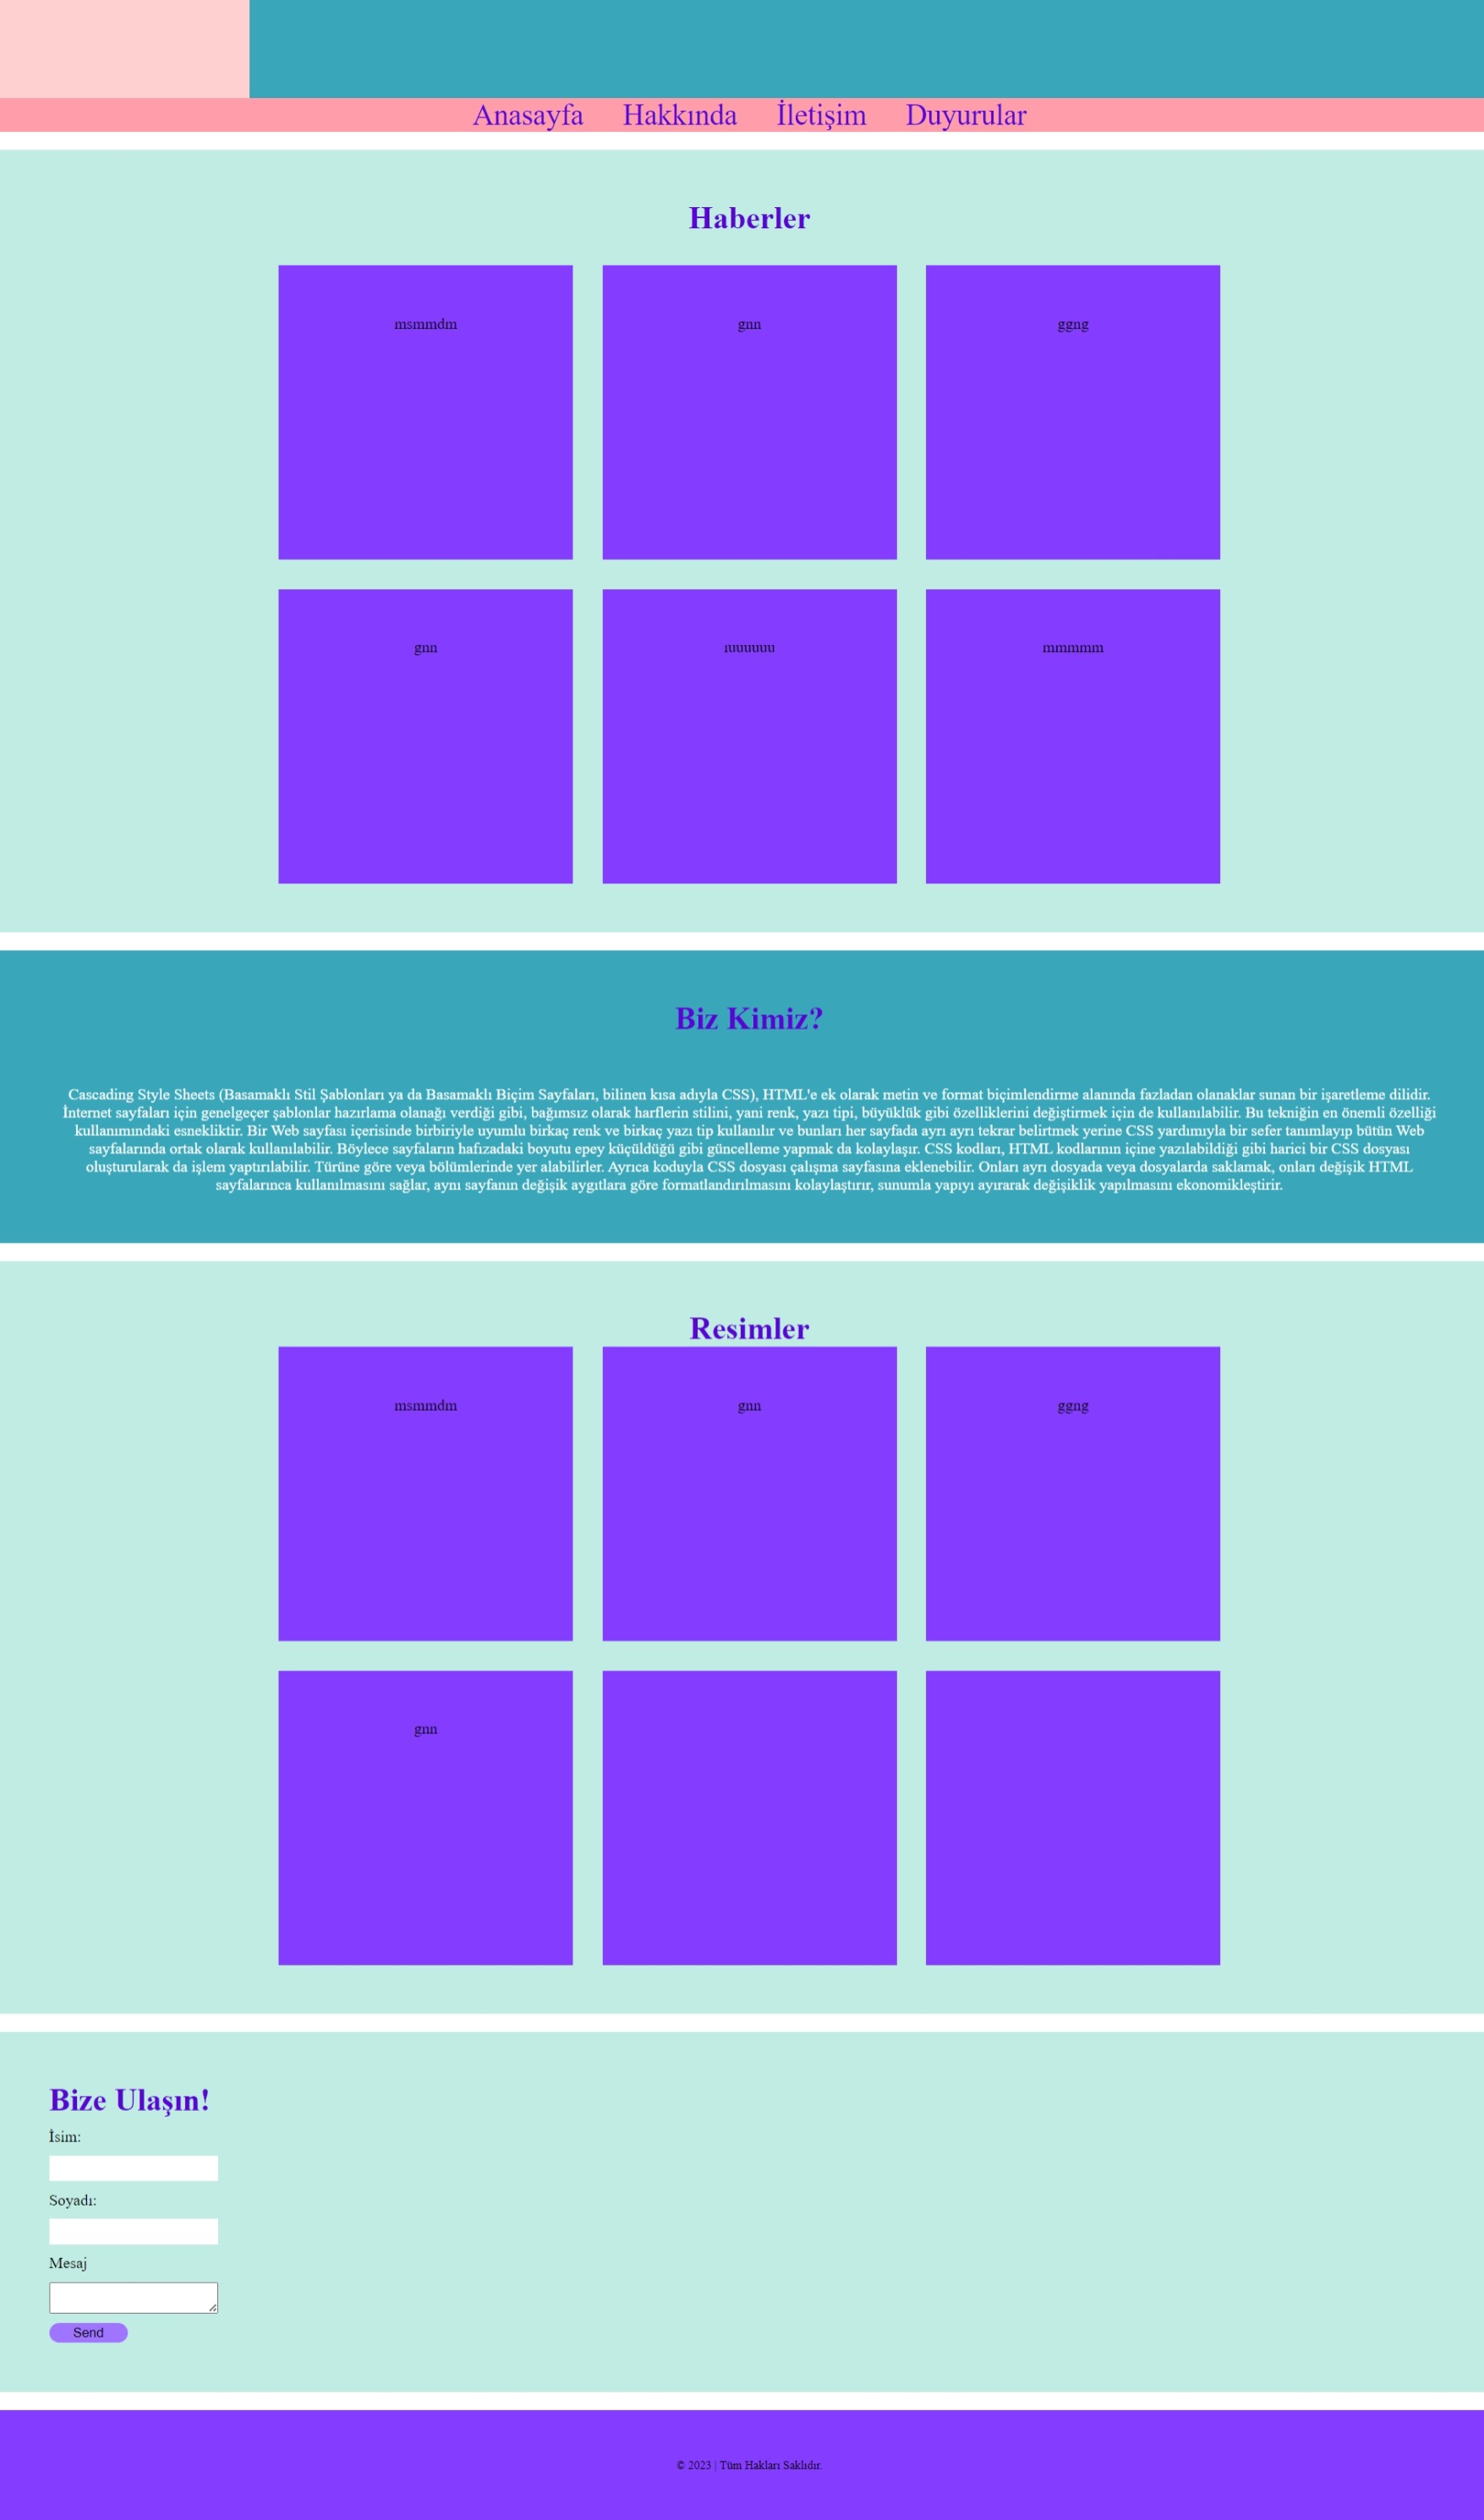 Anasayfa Hakkında İletişim Duyurular
Haberler
msmmdm gnn ggng
gnn ıuuuuuu mmmmm
Biz Kimiz?
Cascading Style Sheets (Basamaklı Stil Şablonları ya da Basamaklı Biçim Sayfaları, bilinen kısa adıyla CSS), HTML'e ek olarak metin ve format biçimlendirme alanında fazladan olanaklar sunan bir işaretleme dilidir.
İnternet sayfaları için genelgeçer şablonlar hazırlama olanağı verdiği gibi, bağımsız olarak harflerin stilini, yani renk, yazı tipi, büyüklük gibi özelliklerini değiştirmek için de kullanılabilir. Bu tekniğin en önemli özelliği
kullanımındaki esnekliktir. Bir Web sayfası içerisinde birbiriyle uyumlu birkaç renk ve birkaç yazı tip kullanılır ve bunları her sayfada ayrı ayrı tekrar belirtmek yerine CSS yardımıyla bir sefer tanımlayıp bütün Web
sayfalarında ortak olarak kullanılabilir. Böylece sayfaların hafızadaki boyutu epey küçüldüğü gibi güncelleme yapmak da kolaylaşır. CSS kodları, HTML kodlarının içine yazılabildiği gibi harici bir CSS dosyası
oluşturularak da işlem yaptırılabilir. Türüne göre veya bölümlerinde yer alabilirler. Ayrıca koduyla CSS dosyası çalışma sayfasına eklenebilir. Onları ayrı dosyada veya dosyalarda saklamak, onları değişik HTML
sayfalarınca kullanılmasını sağlar, aynı sayfanın değişik aygıtlara göre formatlandırılmasını kolaylaştırır, sunumla yapıyı ayırarak değişiklik yapılmasını ekonomikleştirir.
Resimler
msmmdm gnn ggng
gnn
Bize Ulaşın!
İsim:
Soyadı:
Mesaj
Send
© 2023 | Tüm Hakları Saklıdır.